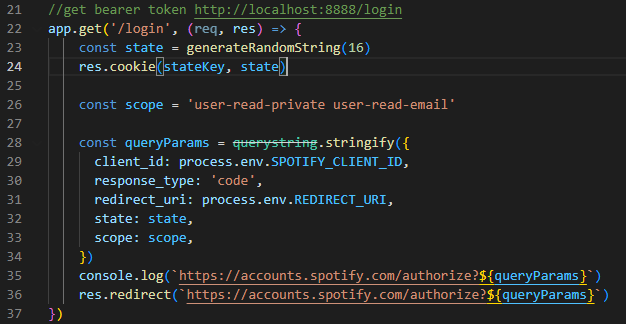 21 //get bearer token http://localhost:8888/login
22 app.get('/login', (req, res) => {
23     const state = generateRandomString(16)
24     res.cookie(stateKey, state)
25
26     const scope = 'user-read-private user-read-email'
27
28     const queryParams = querystring.stringify({
29       client_id: process.env.SPOTIFY_CLIENT_ID,
30       response_type: 'code',
31       redirect_uri: process.env.REDIRECT_URI,
32       state: state,
33       scope: scope,
34     })
35     console.log(`https://accounts.spotify.com/authorize?${queryParams}`)
36     res.redirect(`https://accounts.spotify.com/authorize?${queryParams}`)
37 })